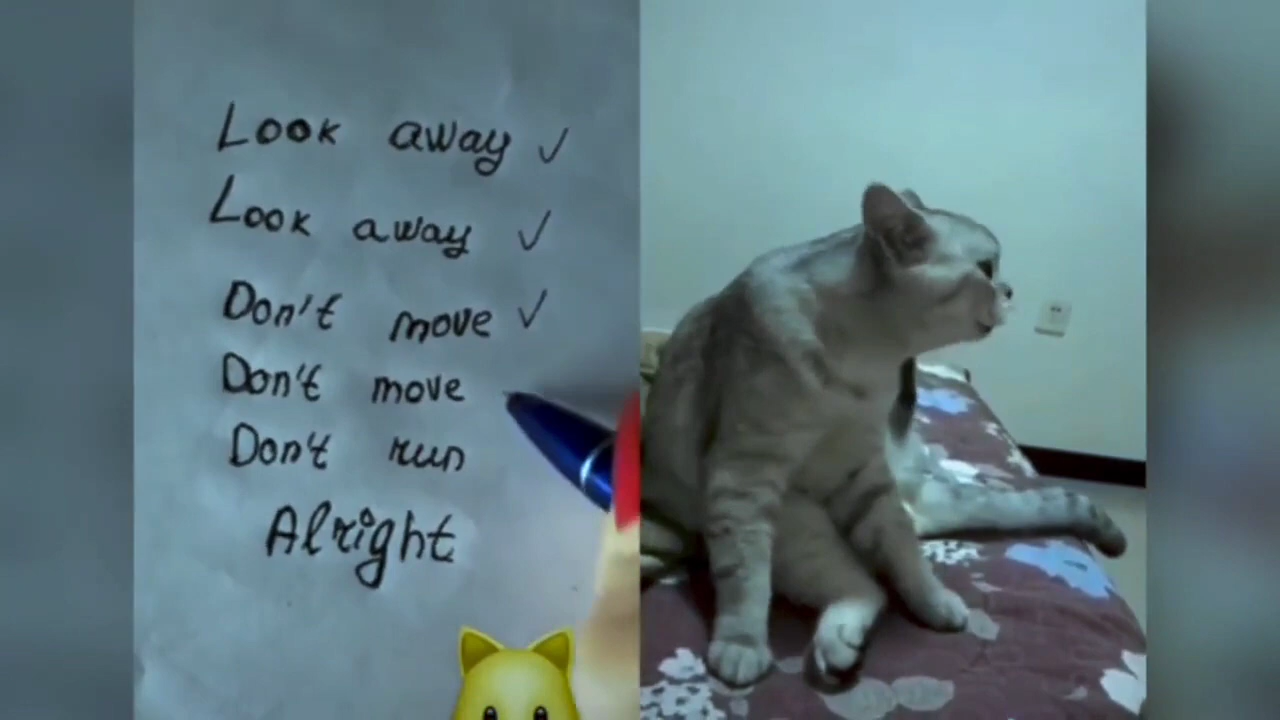 Look away ✓
Look away ✓
Don't move ✓
Don't move
Don't run
Alright